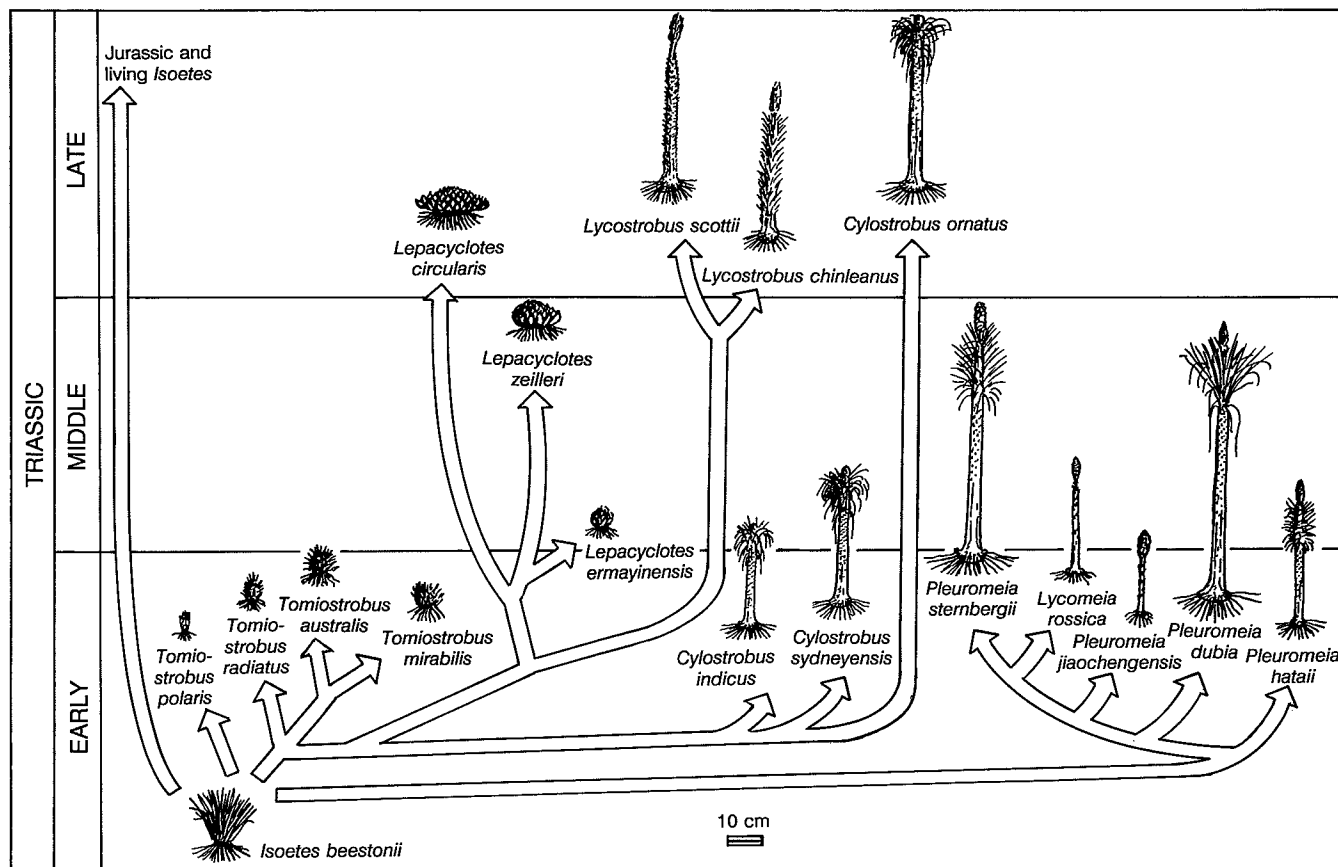 Jurassic and
living Isoetes
TRIASSIC
LATE
MIDDLE
EARLY
Lepacyclotes
circularis
Lycostrobus scottii
Lycostrobus chinleanus
Cylostrobus ornatus
Lepacyclotes
zeilleri
Lepacyclotes
ermayinensis
Tomio-
strobus
polaris
Tomio-
strobus
radiatus
Tomiostrobus
australis
Tomiostrobus
mirabilis
Cylostrobus
indicus
Cylostrobus
sydneyensis
Pleuromeia
sternbergii
Lycomeia
rossica
Pleuromeia
jiaochengensis
Pleuromeia
dubia
Pleuromeia
hataii
Isoetes beestonii
10 cm